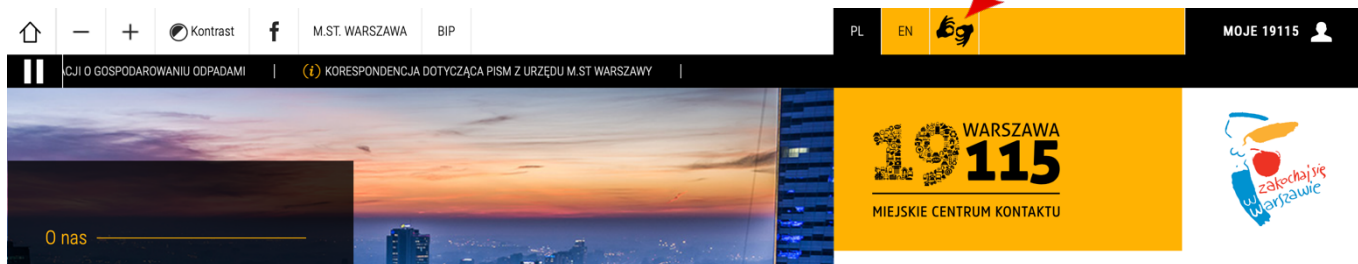 Kontrast f M.ST. WARSZAWA BIP PL EN MOJE 19115
CJI O GOSPODAROWANIU ODPADAMI | (i) KORESPONDENCJA DOTYCZĄCA PISM Z URZĘDU M.ST WARSZAWY |
WARSZAWA
19115
MIEJSKIE CENTRUM KONTAKTU
zakochaj się
w Warszawie
O nas